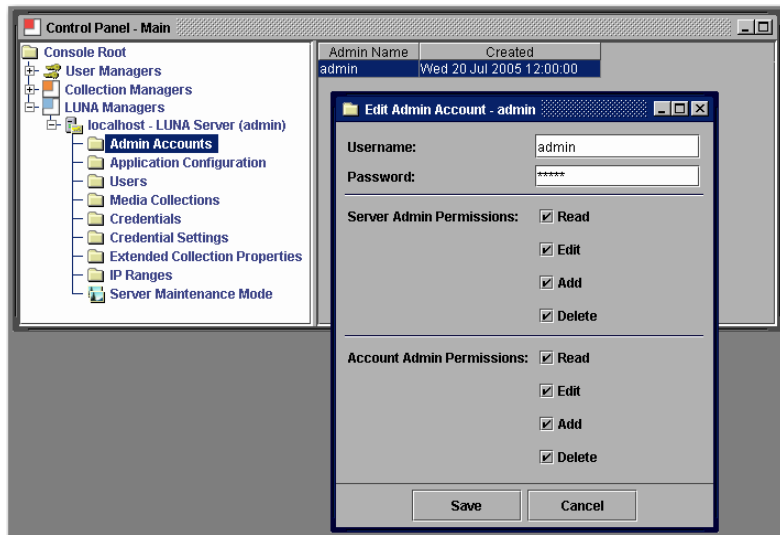 Control Panel - Main
Console Root
User Managers
Collection Managers
LUNA Managers
localhost - LUNA Server (admin)
Admin Accounts
Application Configuration
Users
Media Collections
Credentials
Credential Settings
Extended Collection Properties
IP Ranges
Server Maintenance Mode
Admin Name Created
admin Wed 20 Jul 2005 12:00:00
Edit Admin Account - admin
Username: admin
Password: *****
Server Admin Permissions: Read
Edit
Add
Delete
Account Admin Permissions: Read
Edit
Add
Delete
Save Cancel